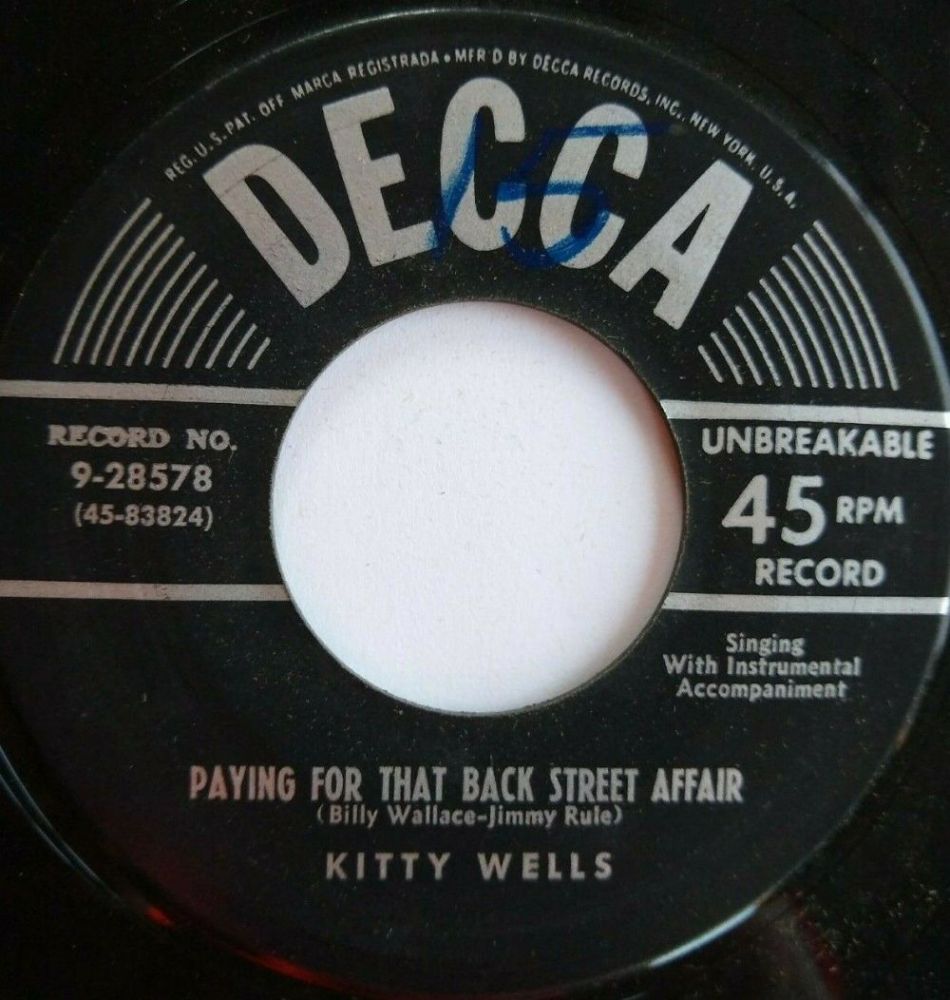 REG. U.S. PAT. OFF. MARCA REGISTRADA • MFR'D BY DECCA RECORDS, INC., NEW YORK, U.S.A.
DECCA
15
RECORD NO.
9-28578
(45-83824)
UNBREAKABLE
45 RPM
RECORD
Singing
With Instrumental
Accompaniment
PAYING FOR THAT BACK STREET AFFAIR
(Billy Wallace-Jimmy Rule)
KITTY WELLS